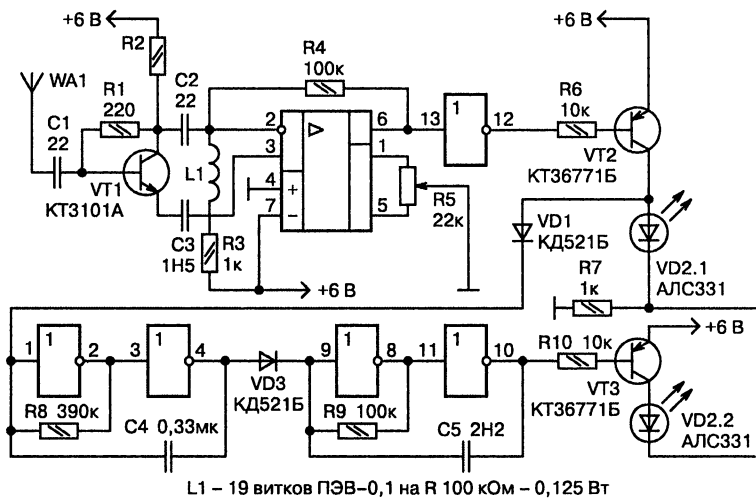 +6 В
R2
+6 В
WA1
R1
220
C2
22
R4
100к
C1
22
2
3
4
7
+
–
6
1
5
13
1
12
R6
10к
VT1
КТ3101А
L1
R5
22к
VT2
КТ36771Б
C3
1Н5
R3
1к
+6 В
VD1
КД521Б
VD2.1
АЛС331
R7
1к
1
1
2
3
1
4
VD3
КД521Б
9
1
8
11
1
10
R10 10к
+6 В
VT3
КТ36771Б
R8 390к
C4 0,33мк
R9 100к
C5 2Н2
VD2.2
АЛС331
L1 – 19 витков ПЭВ–0,1 на R 100 кОм – 0,125 Вт